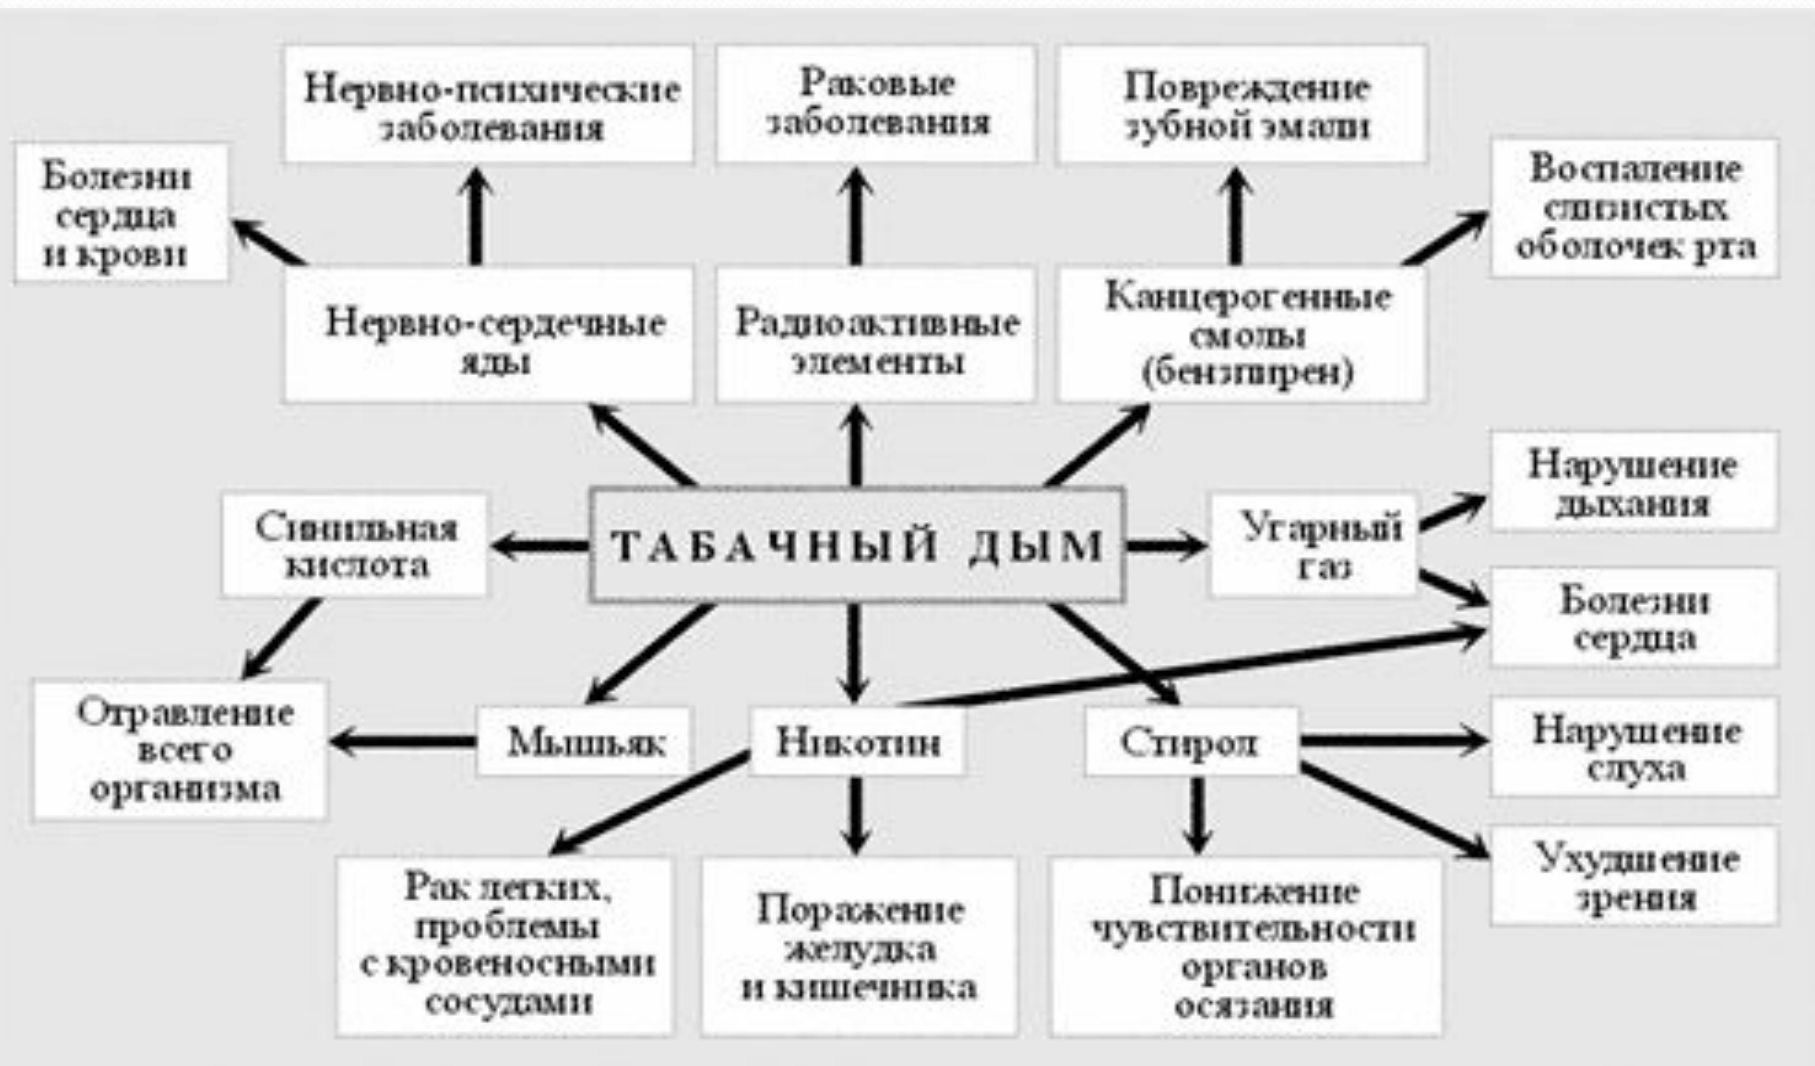 Нервно-психические
заболевания
Раковые
заболевания
Повреждение
зубной эмали
Болезни
сердца
и крови
Воспаление
слизистых
оболочек рта
Нервно-сердечные
яды
Радиоактивные
элементы
Канцерогенные
смолы
(бензпирен)
Нарушение
дыхания
Синильная
кислота
ТАБАЧНЫЙ ДЫМ
Угарный
газ
Болезни
сердца
Отравление
всего
организма
Мышьяк
Никотин
Стирол
Нарушение
слуха
Ухудшение
зрения
Рак легких,
проблемы
с кровеносными
сосудами
Поражение
желудка
и кишечника
Понижение
чувствительности
органов
осязания